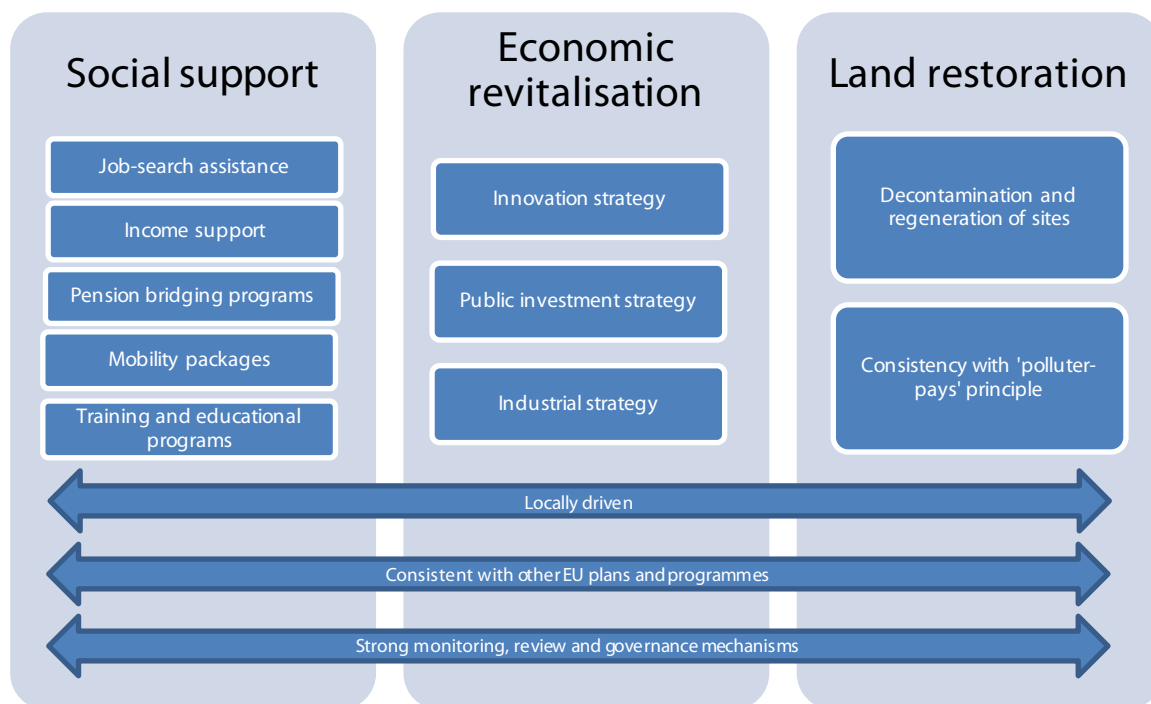 Social support
Job-search assistance
Income support
Pension bridging programs
Mobility packages
Training and educational
programs
Economic
revitalisation
Innovation strategy
Public investment strategy
Industrial strategy
Land restoration
Decontamination and
regeneration of sites
Consistency with 'polluter-
pays' principle
Locally driven
Consistent with other EU plans and programmes
Strong monitoring, review and governance mechanisms